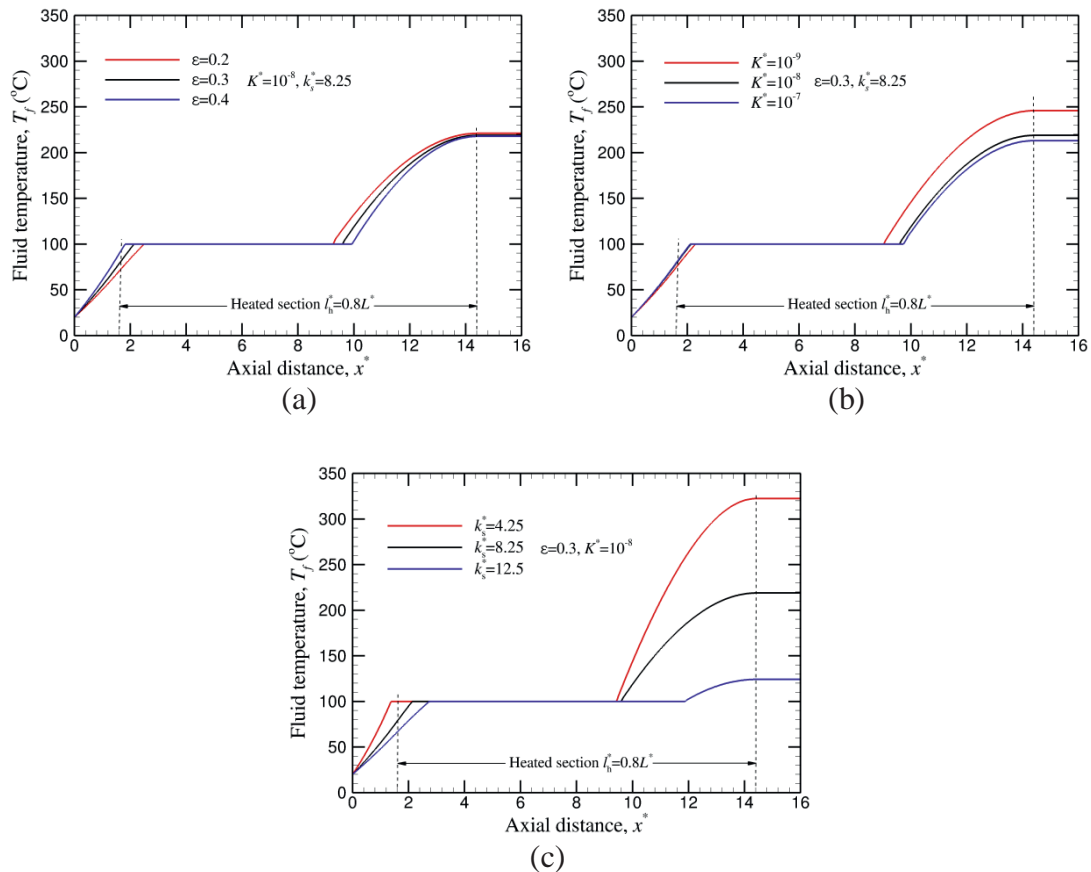 350
300
250
200
150
100
50
0
Fluid temperature, T_f (°C)
ε=0.2
ε=0.3 K*=10⁻⁸, k_s*=8.25
ε=0.4
Heated section l_h*=0.8L*
0 2 4 6 8 10 12 14 16
Axial distance, x*
(a)
350
300
250
200
150
100
50
0
Fluid temperature, T_f (°C)
K*=10⁻⁹
K*=10⁻⁸ ε=0.3, k_s*=8.25
K*=10⁻⁷
Heated section l_h*=0.8L*
0 2 4 6 8 10 12 14 16
Axial distance, x*
(b)
350
300
250
200
150
100
50
0
Fluid temperature, T_f (°C)
k_s*=4.25
k_s*=8.25 ε=0.3, K*=10⁻⁸
k_s*=12.5
Heated section l_h*=0.8L*
0 2 4 6 8 10 12 14 16
Axial distance, x*
(c)